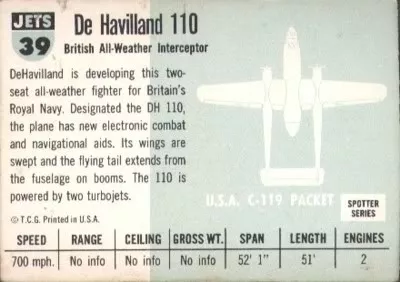 JETS
39
De Havilland 110
British All-Weather Interceptor
DeHavilland is developing this two-
seat all-weather fighter for Britain's
Royal Navy. Designated the DH 110,
the plane has new electronic combat
and navigational aids. Its wings are
swept and the flying tail extends from
the fuselage on booms. The 110 is
powered by two turbojets.
U.S.A. C-119 PACKET
SPOTTER
SERIES
© T.C.G. Printed in U.S.A.
SPEED RANGE CEILING GROSS WT. SPAN LENGTH ENGINES
700 mph. No info No info No info 52' 1" 51' 2